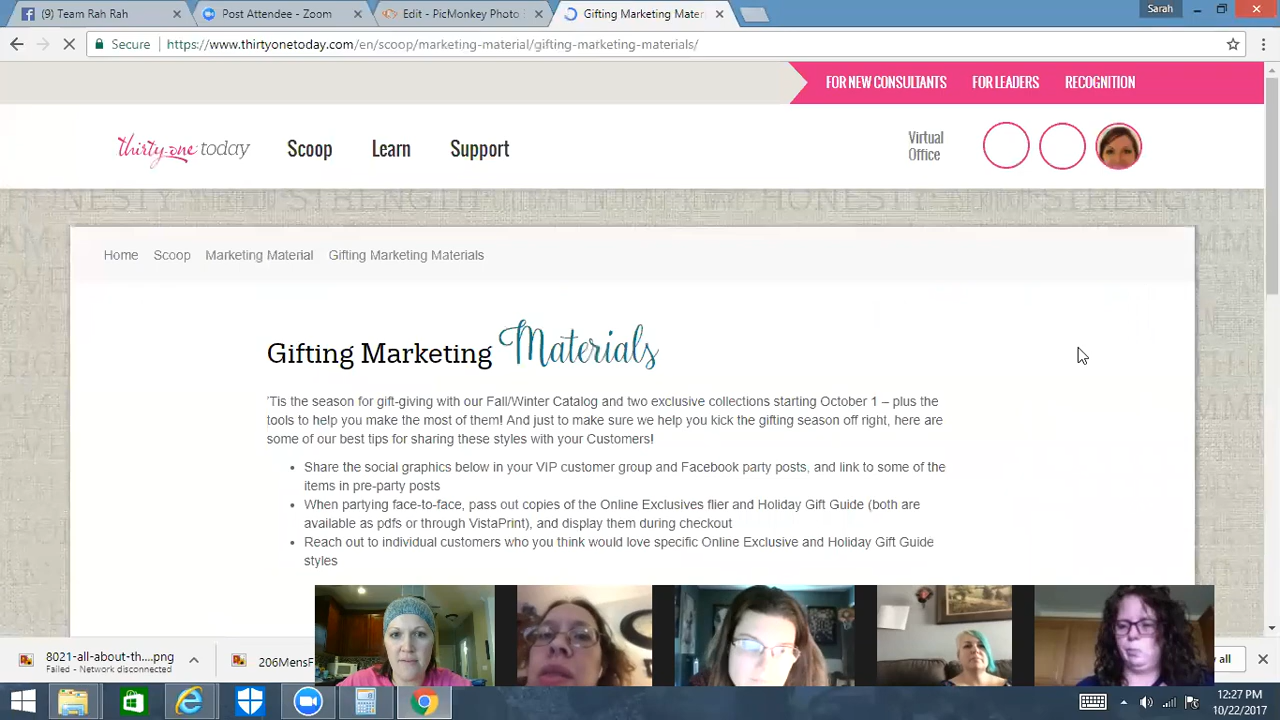 (9) Team Rah Rah
Post Attendee - Zoom
Edit - PicMonkey Photo
Gifting Marketing Mater
Sarah
Secure
https://www.thirtyonetoday.com/en/scoop/marketing-material/gifting-marketing-materials/
FOR NEW CONSULTANTS FOR LEADERS RECOGNITION
thirty-one today
Scoop Learn Support
Virtual
Office
Home Scoop Marketing Material Gifting Marketing Materials
Gifting Marketing Materials
'Tis the season for gift-giving with our Fall/Winter Catalog and two exclusive collections starting October 1 – plus the
tools to help you make the most of them! And just to make sure we help you kick the gifting season off right, here are
some of our best tips for sharing these styles with your Customers!
• Share the social graphics below in your VIP customer group and Facebook party posts, and link to some of the
items in pre-party posts
• When partying face-to-face, pass out copies of the Online Exclusives flier and Holiday Gift Guide (both are
available as pdfs or through VistaPrint), and display them during checkout
• Reach out to individual customers who you think would love specific Online Exclusive and Holiday Gift Guide
styles
8021-all-about-th....png
Failed - Network disconnected
206MensF
all
12:27 PM
10/22/2017